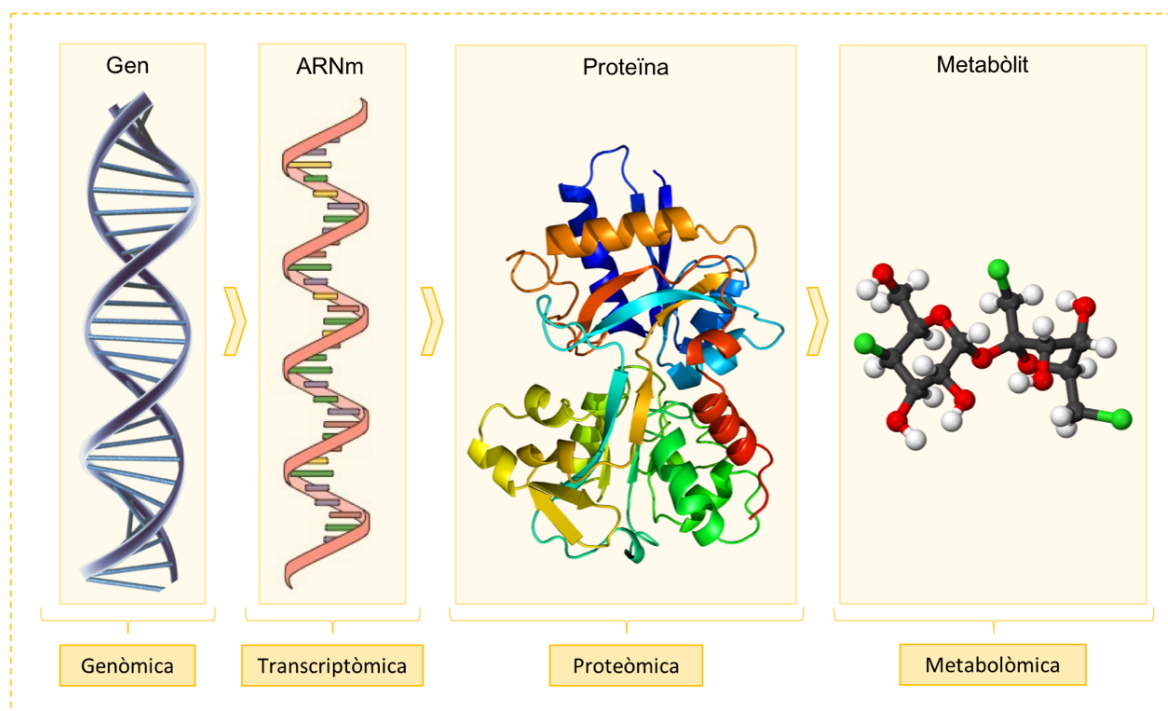 Gen
ARNm
Proteïna
Metabòlit
Genòmica
Transcriptòmica
Proteòmica
Metabolòmica